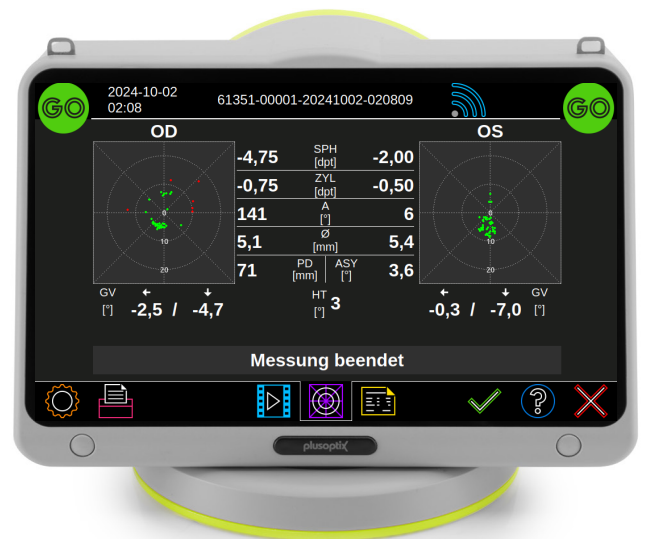 GO
2024-10-02
02:08
61351-00001-20241002-020809
GO
OD
OS
-4,75 SPH [dpt] -2,00
-0,75 ZYL [dpt] -0,50
141 A [°] 6
5,1 Ø [mm] 5,4
71 PD [mm] ASY [°] 3,6
0
10
20
0
10
20
GV [°] -2,5 / -4,7
HT [°] 3
-0,3 / -7,0 GV [°]
Messung beendet
plusoptix